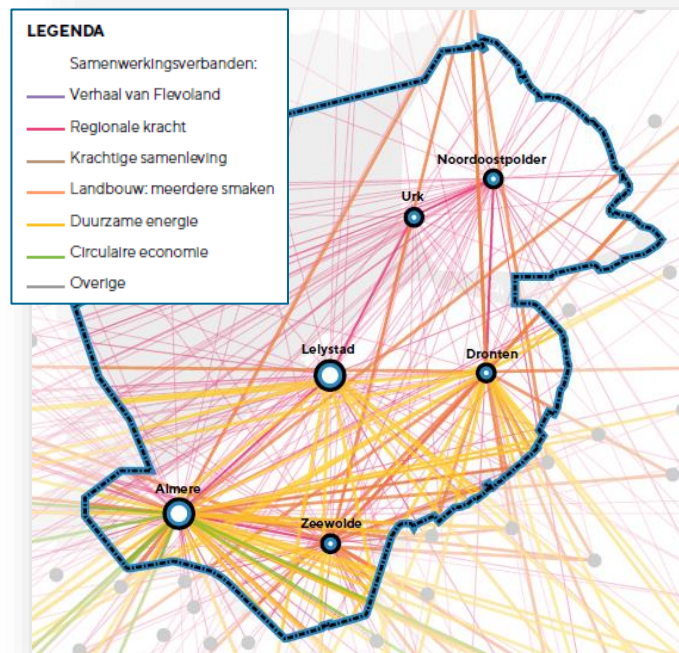 LEGENDA
Samenwerkingsverbanden:
Verhaal van Flevoland
Regionale kracht
Krachtige samenleving
Landbouw: meerdere smaken
Duurzame energie
Circulaire economie
Overige
Noordoostpolder
Urk
Lelystad
Dronten
Almere
Zeewolde